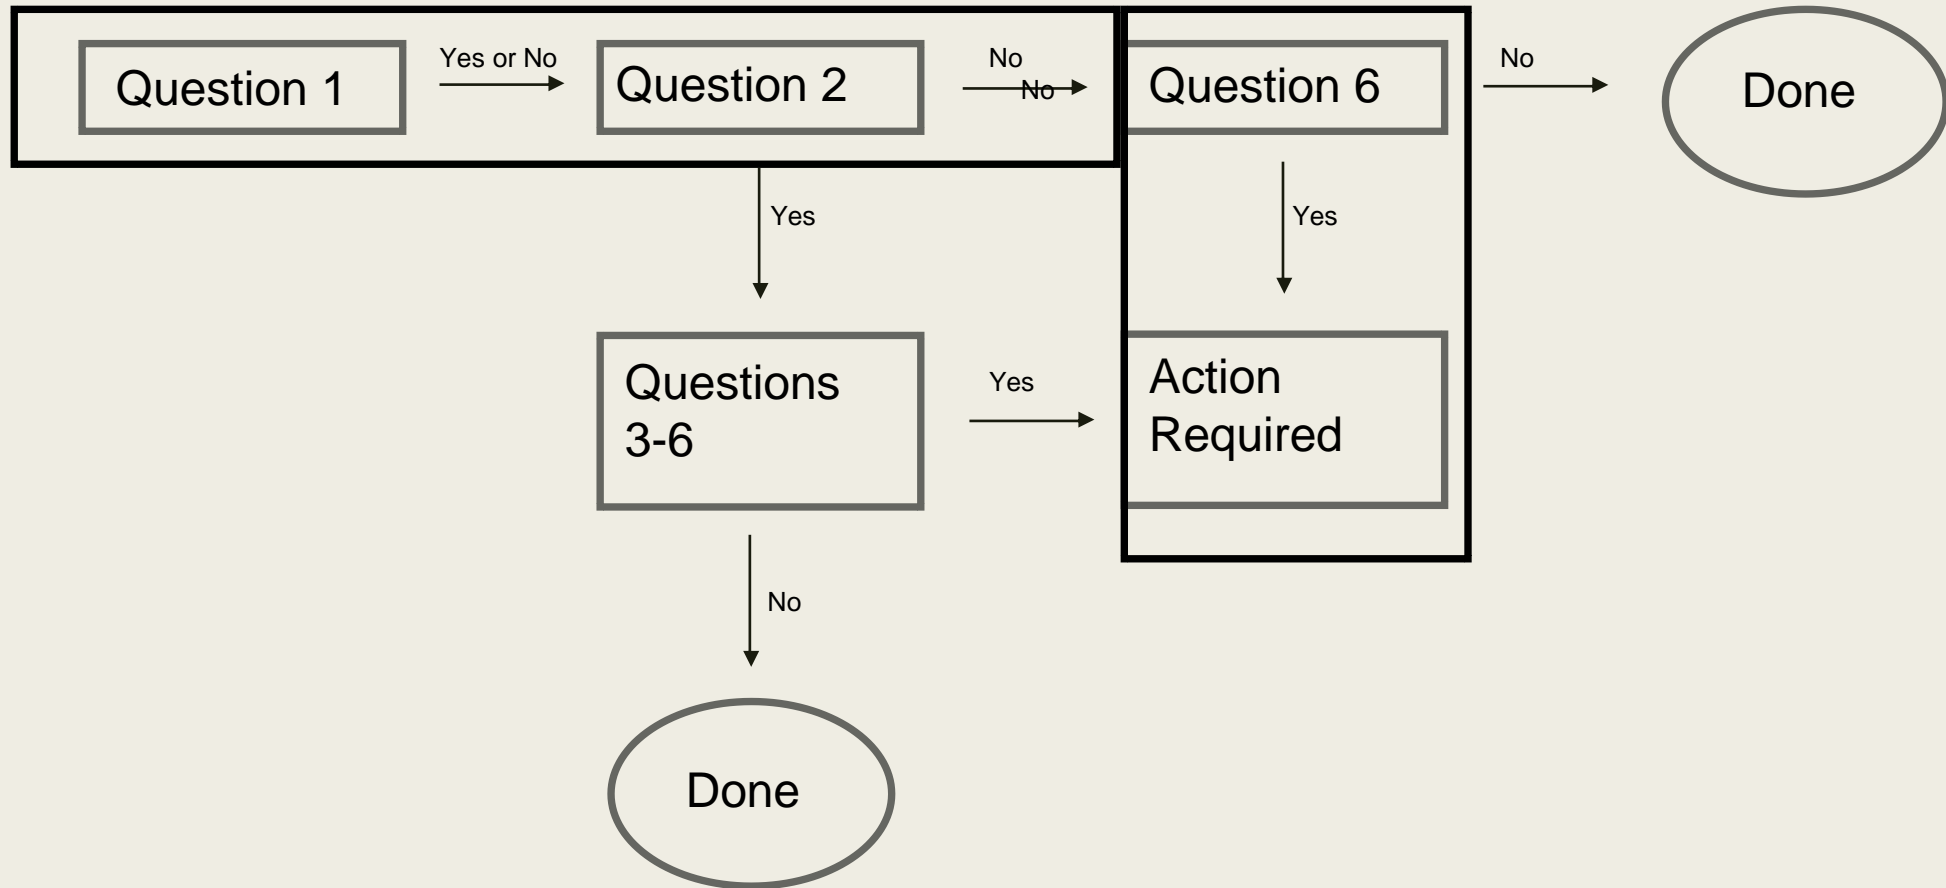 Question 1
Yes or No
Question 2
No
No
Question 6
No
Done
Yes
Yes
Questions
3-6
Yes
Action
Required
No
Done